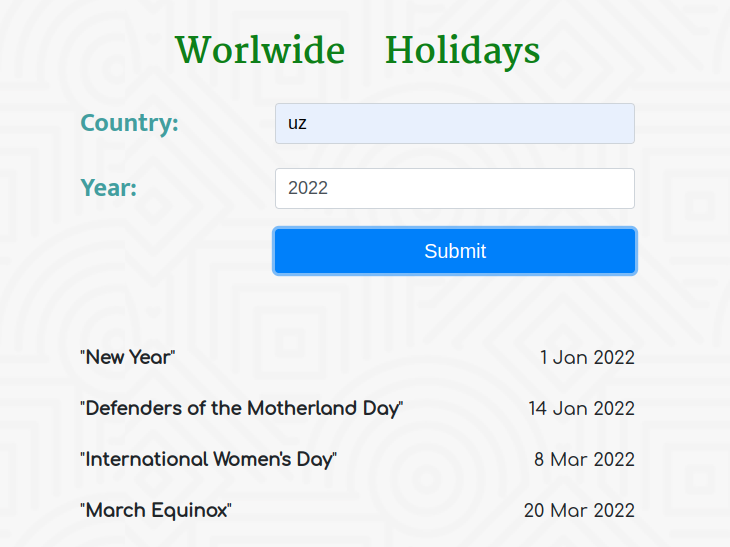 Worlwide Holidays
Country: uz
Year: 2022
Submit
"New Year" 1 Jan 2022
"Defenders of the Motherland Day" 14 Jan 2022
"International Women's Day" 8 Mar 2022
"March Equinox" 20 Mar 2022